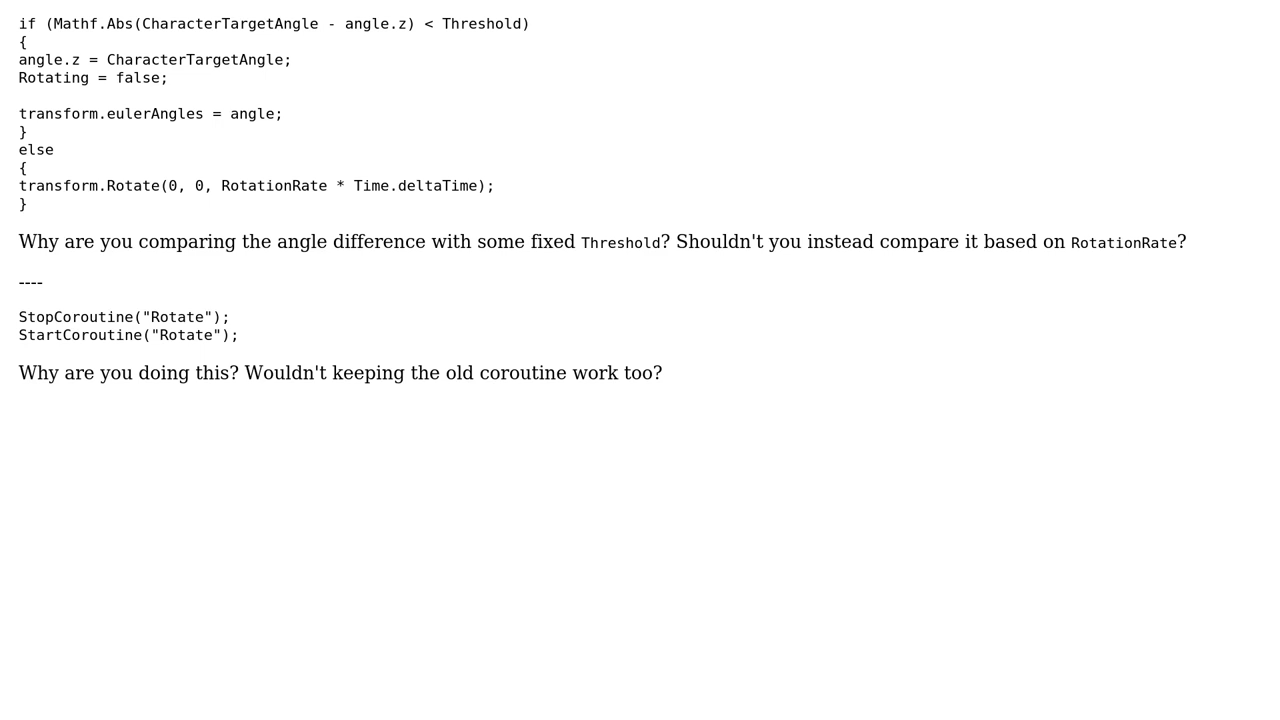 if (Mathf.Abs(CharacterTargetAngle - angle.z) < Threshold)
{
angle.z = CharacterTargetAngle;
Rotating = false;
transform.eulerAngles = angle;
}
else
{
transform.Rotate(0, 0, RotationRate * Time.deltaTime);
}
Why are you comparing the angle difference with some fixed Threshold? Shouldn't you instead compare it based on RotationRate?
----
StopCoroutine("Rotate");
StartCoroutine("Rotate");
Why are you doing this? Wouldn't keeping the old coroutine work too?